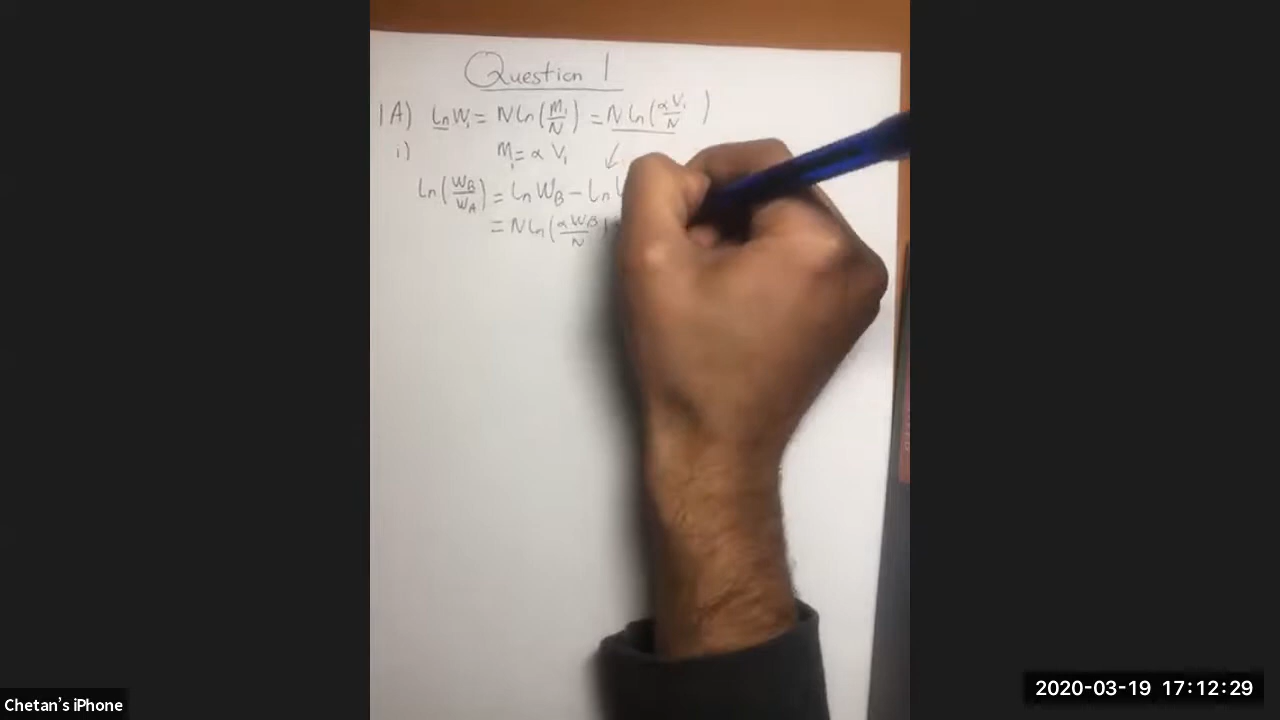 Question 1
1A) ln W₁ = N ln(M₁/N) = N ln(αV₁/N)
i) M₁ = α V₁
ln(W_B/W_A) = ln W_B − ln
= N ln(αW_B/N)
Chetan's iPhone
2020-03-19 17:12:29